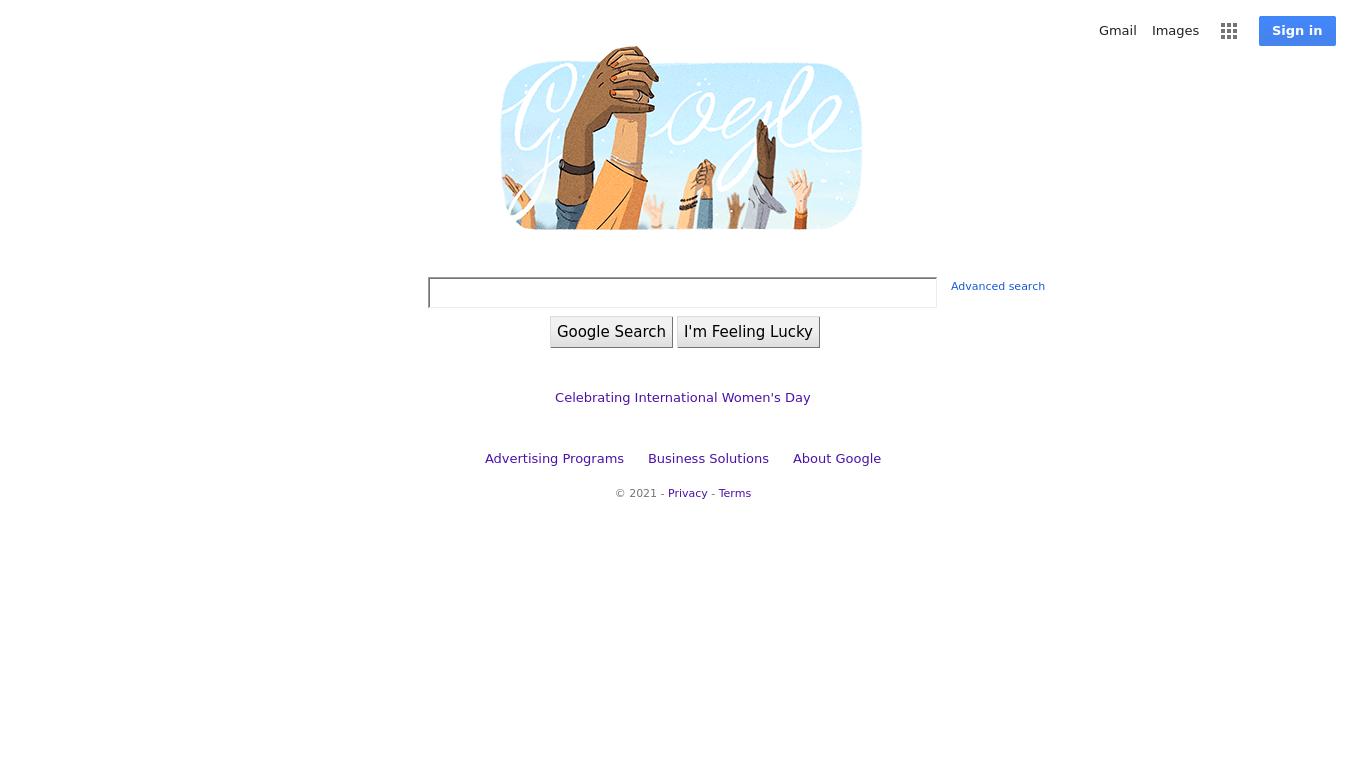 Gmail Images Sign in
Google
Advanced search
Google Search I'm Feeling Lucky
Celebrating International Women's Day
Advertising Programs Business Solutions About Google
© 2021 - Privacy - Terms